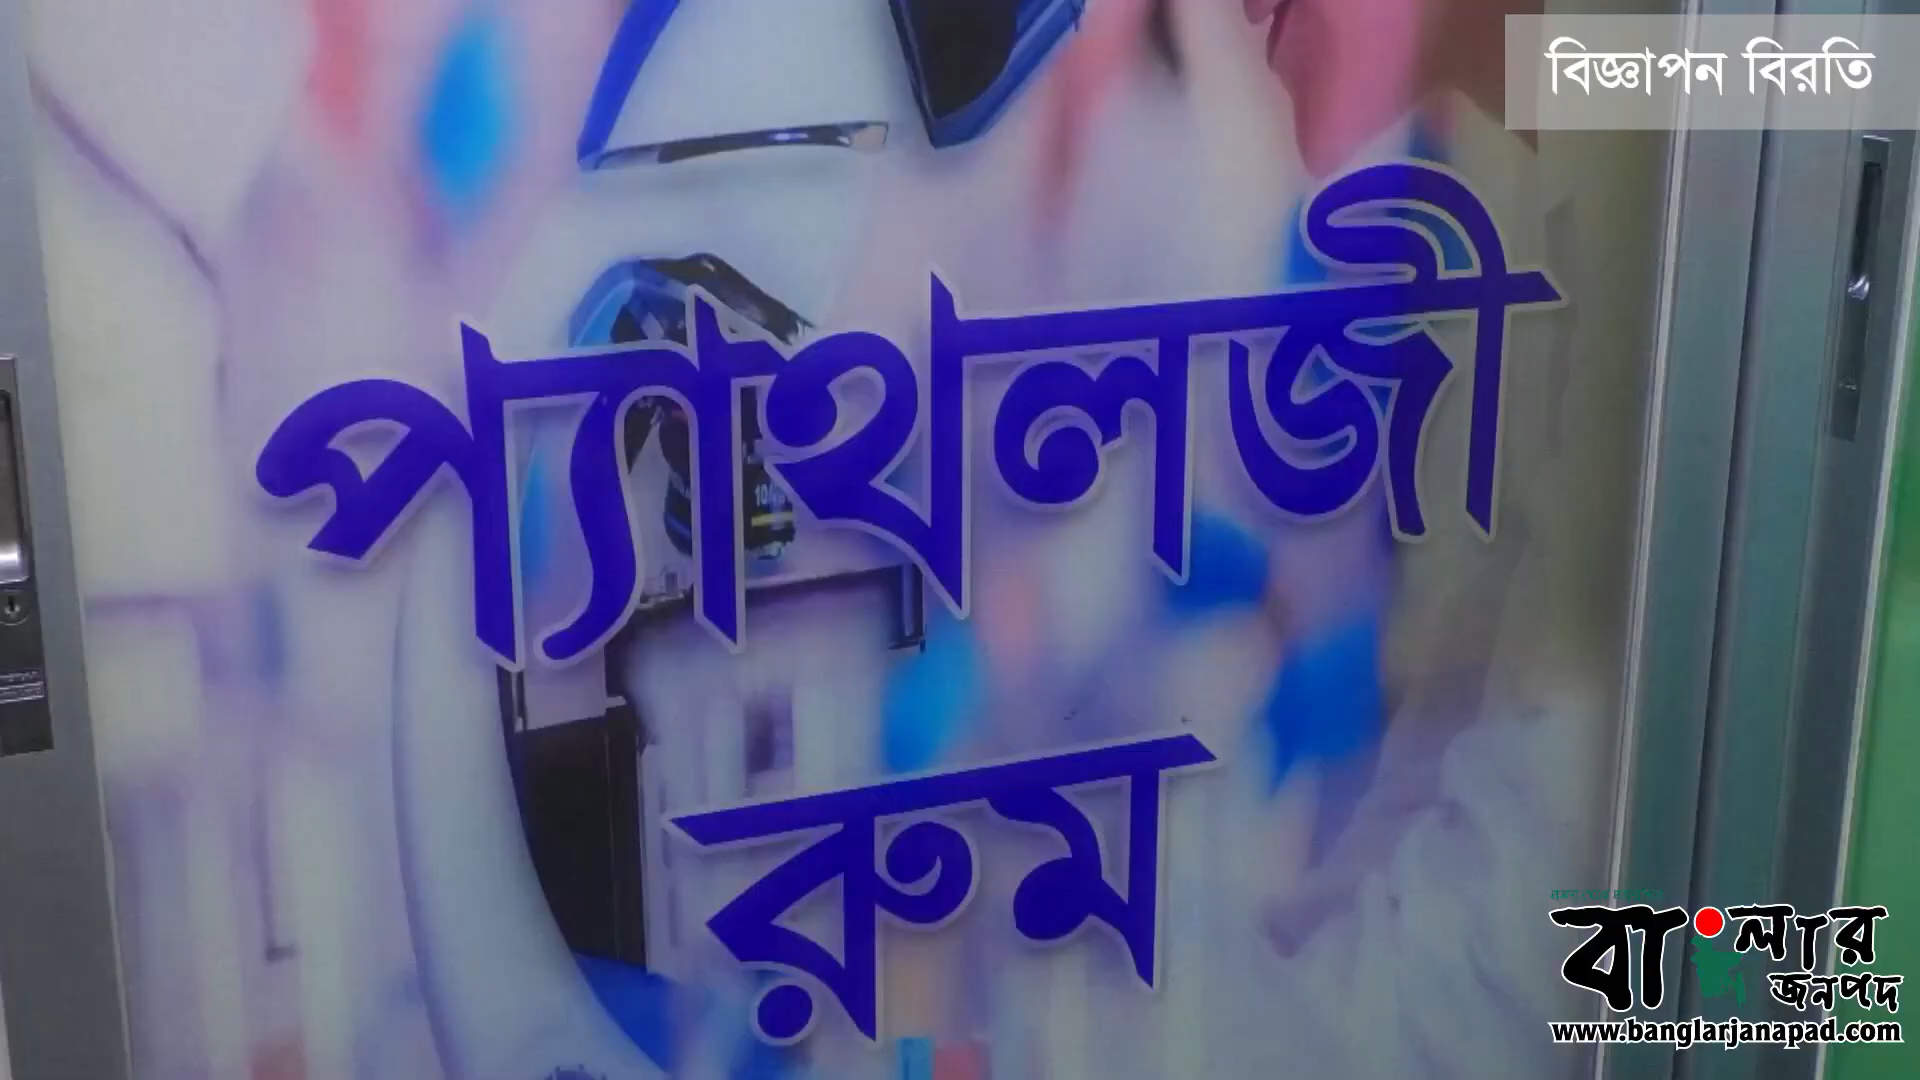 বিজ্ঞাপন বিরতি
প্যাথলজী
রুম
বাংলার
জনপদ
www.banglarjanapad.com